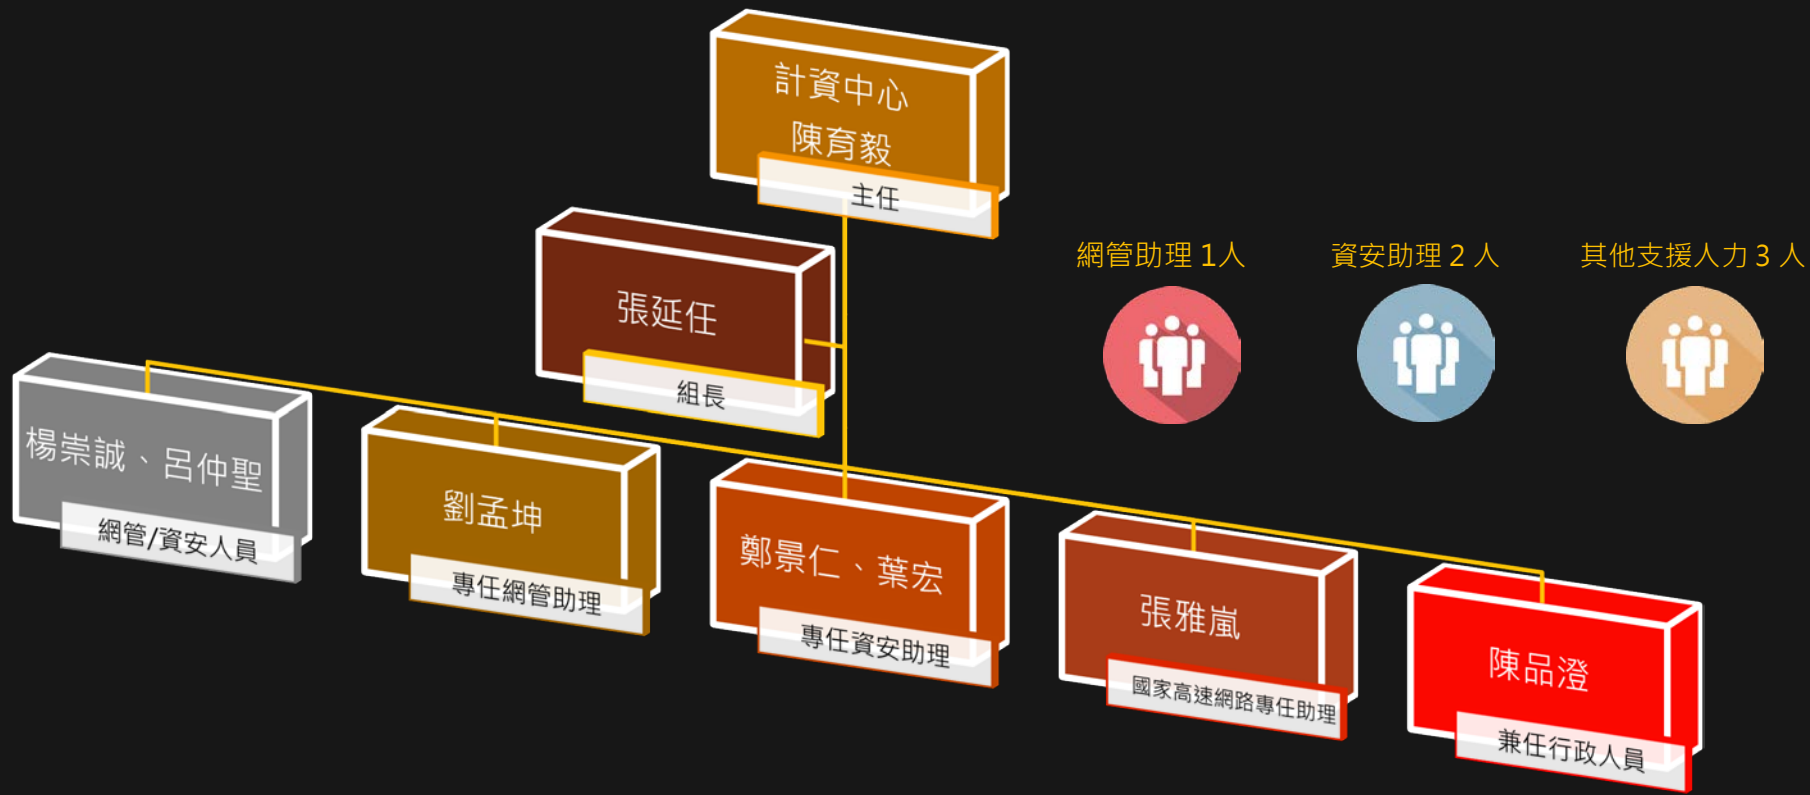 計資中心
陳育毅
主任
網管助理 1人
資安助理 2 人
其他支援人力 3 人
張延任
組長
楊崇誠、呂仲聖
網管/資安人員
劉孟坤
專任網管助理
鄭景仁、葉宏
專任資安助理
張雅嵐
國家高速網路專任助理
陳品澄
兼任行政人員